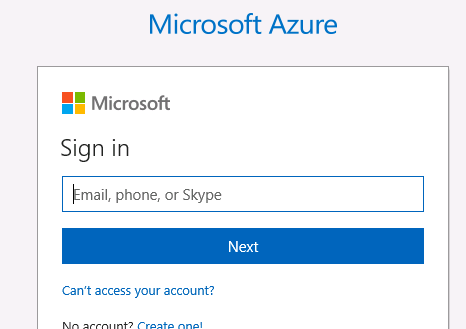 Microsoft Azure
Microsoft
Sign in
Email, phone, or Skype
Next
Can't access your account?
No account? Create one!